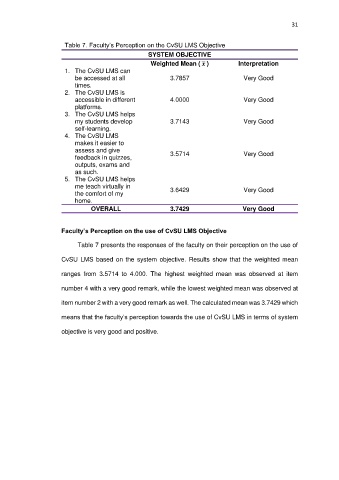 31
Table 7. Faculty's Perception on the CvSU LMS Objective
SYSTEM OBJECTIVE
Weighted Mean ( x̄ ) Interpretation
1. The CvSU LMS can
be accessed at all 3.7857 Very Good
times.
2. The CvSU LMS is
accessible in different 4.0000 Very Good
platforms.
3. The CvSU LMS helps
my students develop 3.7143 Very Good
self-learning.
4. The CvSU LMS
makes it easier to
assess and give 3.5714 Very Good
feedback in quizzes,
outputs, exams and
as such.
5. The CvSU LMS helps
me teach virtually in 3.6429 Very Good
the comfort of my
home.
OVERALL 3.7429 Very Good
Faculty's Perception on the use of CvSU LMS Objective
Table 7 presents the responses of the faculty on their perception on the use of
CvSU LMS based on the system objective. Results show that the weighted mean
ranges from 3.5714 to 4.000. The highest weighted mean was observed at item
number 4 with a very good remark, while the lowest weighted mean was observed at
item number 2 with a very good remark as well. The calculated mean was 3.7429 which
means that the faculty's perception towards the use of CvSU LMS in terms of system
objective is very good and positive.